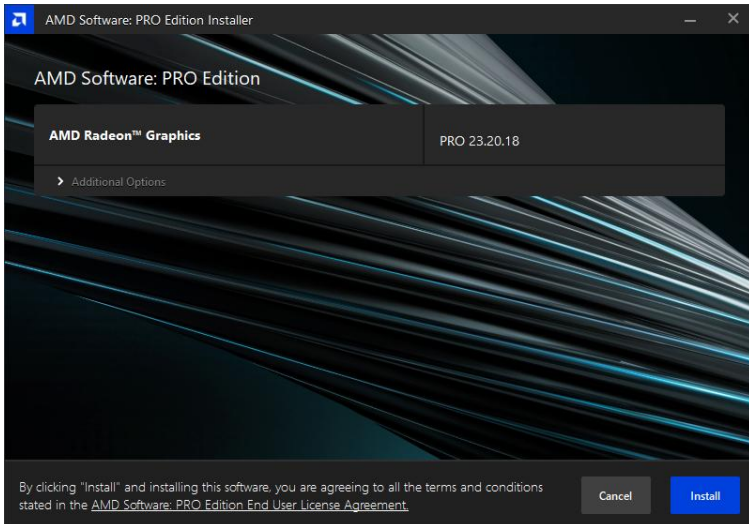 AMD Software: PRO Edition Installer
AMD Software: PRO Edition
AMD Radeon™ Graphics
PRO 23.20.18
Additional Options
By clicking "Install" and installing this software, you are agreeing to all the terms and conditions
stated in the AMD Software: PRO Edition End User License Agreement.
Cancel
Install